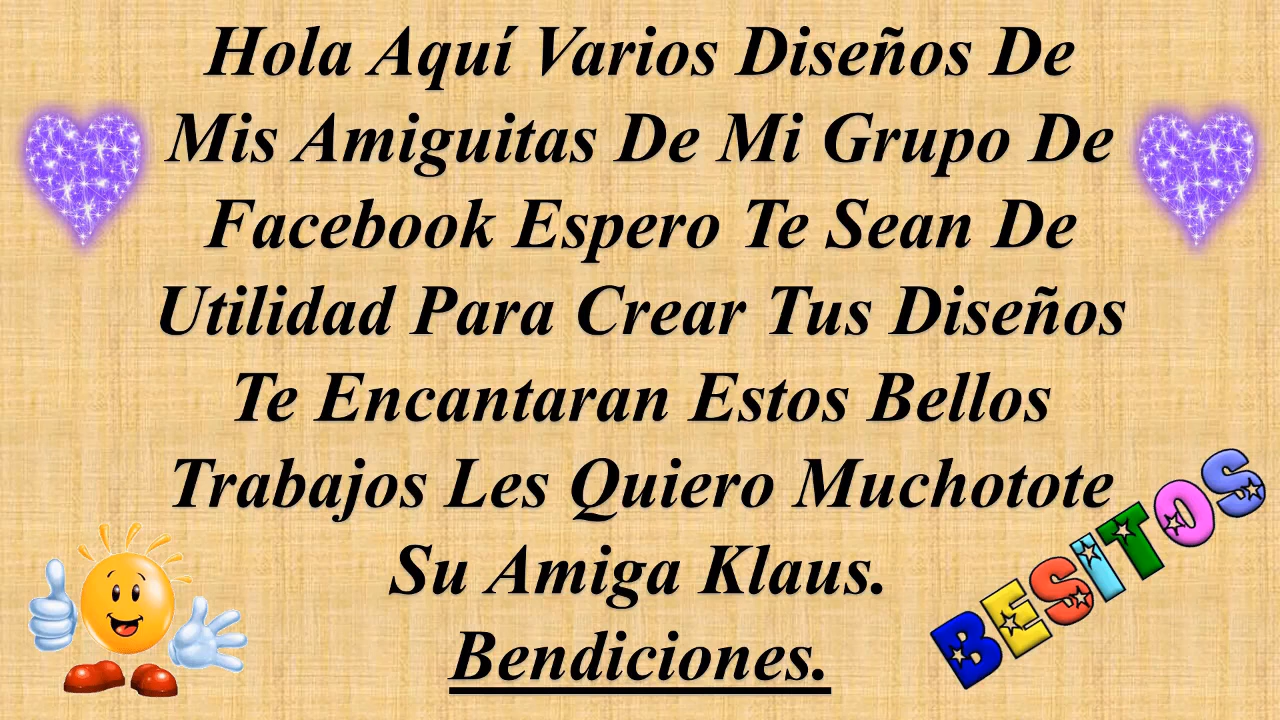 Hola Aquí Varios Diseños De
Mis Amiguitas De Mi Grupo De
Facebook Espero Te Sean De
Utilidad Para Crear Tus Diseños
Te Encantaran Estos Bellos
Trabajos Les Quiero Muchotote
Su Amiga Klaus.
Bendiciones.
BESITOS